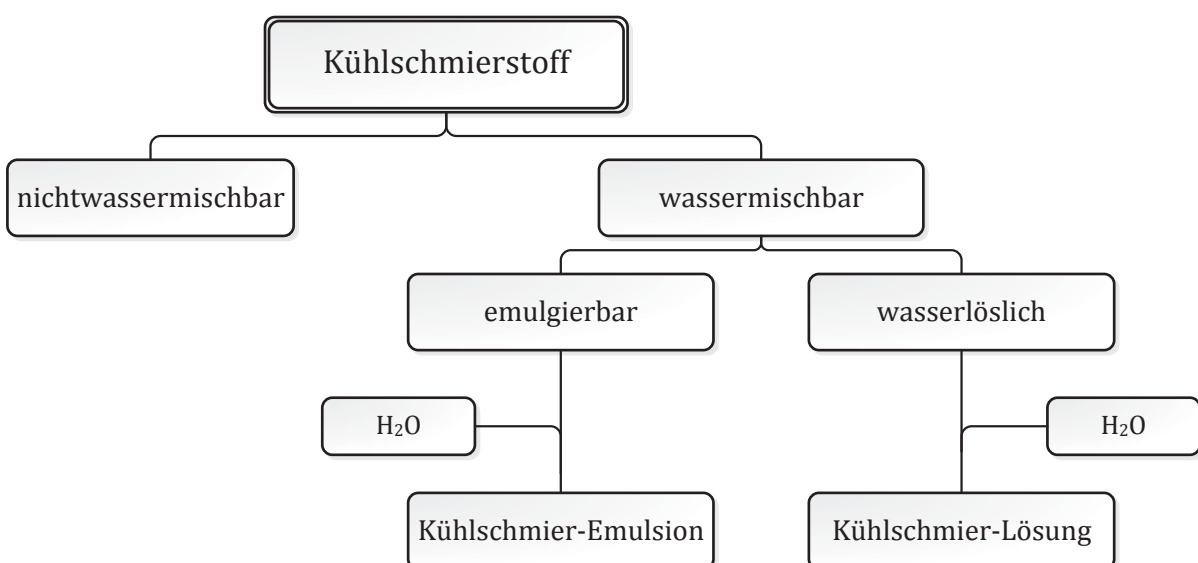 Kühlschmierstoff
nichtwassermischbar
wassermischbar
emulgierbar
wasserlöslich
H₂O
H₂O
Kühlschmier-Emulsion
Kühlschmier-Lösung